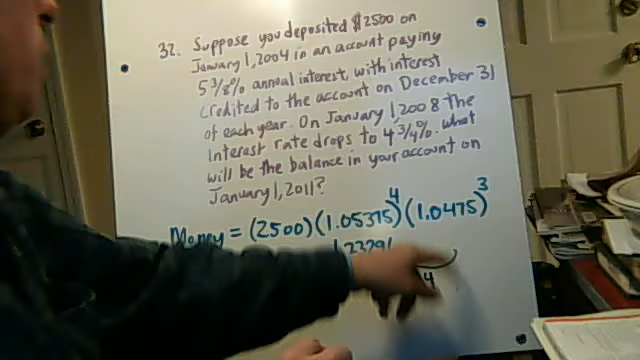 32. Suppose you deposited $2500 on
January 1, 2004 in an account paying
5 3/8% annual interest, with interest
credited to the account on December 31
of each year. On January 1, 2008 the
interest rate drops to 4 3/4%. what
will be the balance in your account on
January 1, 2011?
Money = (2500)(1.05375)^4 (1.0475)^3
4